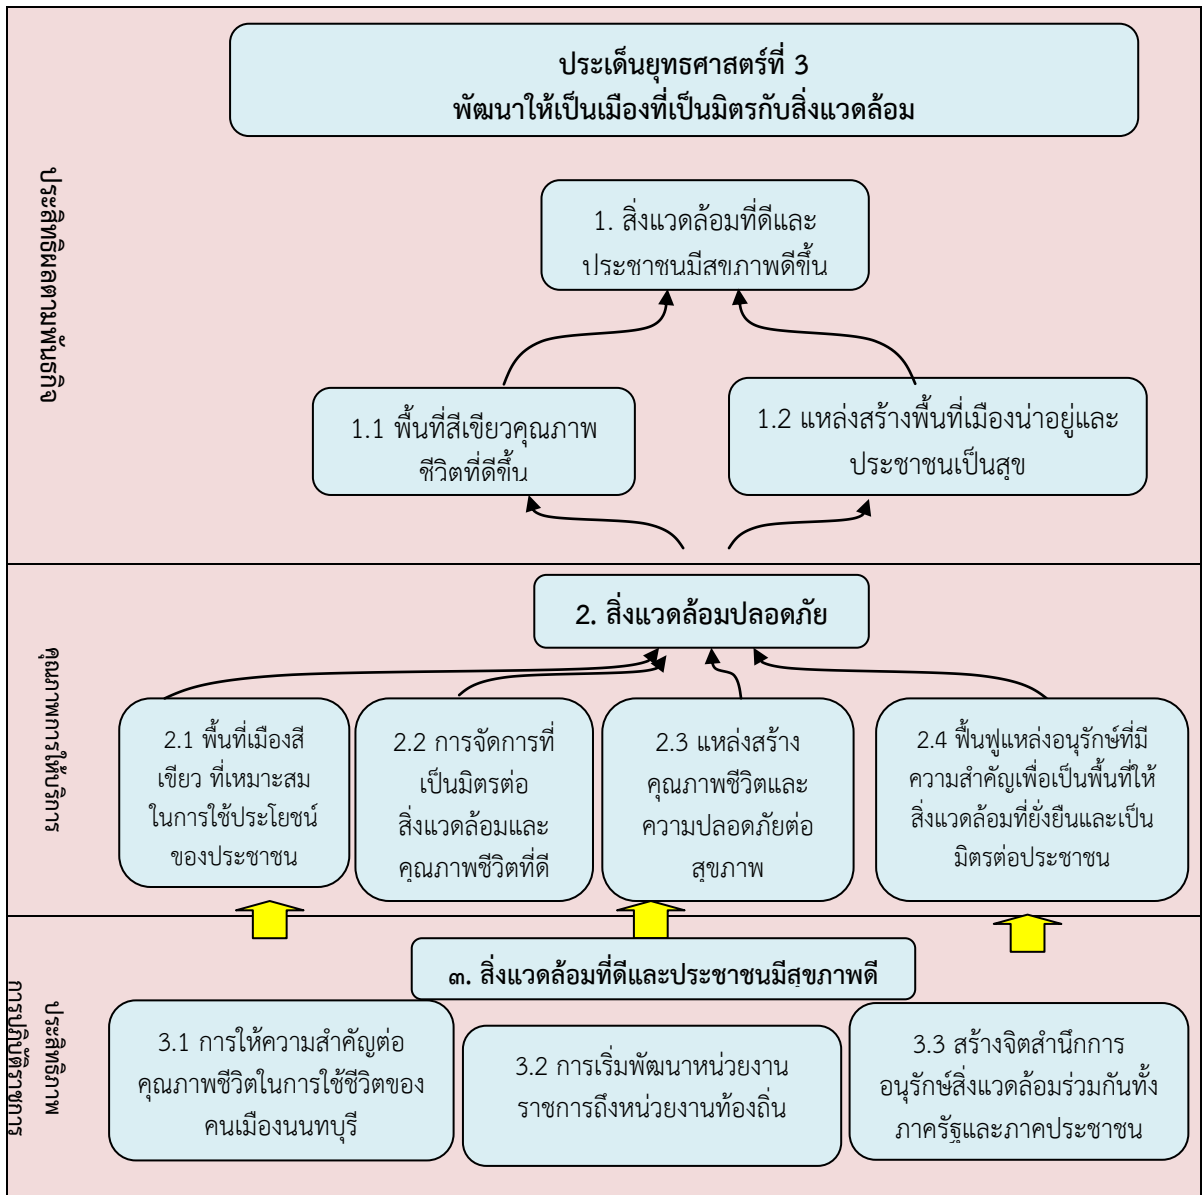 ประเด็นยุทธศาสตร์ที่ 3
พัฒนาให้เป็นเมืองที่เป็นมิตรกับสิ่งแวดล้อม
ประสิทธิผลตามพันธกิจ
1. สิ่งแวดล้อมที่ดีและ
ประชาชนมีสุขภาพดีขึ้น
1.1 พื้นที่สีเขียวคุณภาพ
ชีวิตที่ดีขึ้น
1.2 แหล่งสร้างพื้นที่เมืองน่าอยู่และ
ประชาชนเป็นสุข
คุณภาพการให้บริการ
2. สิ่งแวดล้อมปลอดภัย
2.1 พื้นที่เมืองสี
เขียว ที่เหมาะสม
ในการใช้ประโยชน์
ของประชาชน
2.2 การจัดการที่
เป็นมิตรต่อ
สิ่งแวดล้อมและ
คุณภาพชีวิตที่ดี
2.3 แหล่งสร้าง
คุณภาพชีวิตและ
ความปลอดภัยต่อ
สุขภาพ
2.4 ฟื้นฟูแหล่งอนุรักษ์ที่มี
ความสำคัญเพื่อเป็นพื้นที่ให้
สิ่งแวดล้อมที่ยั่งยืนและเป็น
มิตรต่อประชาชน
ประสิทธิภาพ
การปฏิบัติราชการ
๓. สิ่งแวดล้อมที่ดีและประชาชนมีสุขภาพดี
3.1 การให้ความสำคัญต่อ
คุณภาพชีวิตในการใช้ชีวิตของ
คนเมืองนนทบุรี
3.2 การเริ่มพัฒนาหน่วยงาน
ราชการถึงหน่วยงานท้องถิ่น
3.3 สร้างจิตสำนึกการ
อนุรักษ์สิ่งแวดล้อมร่วมกันทั้ง
ภาครัฐและภาคประชาชน